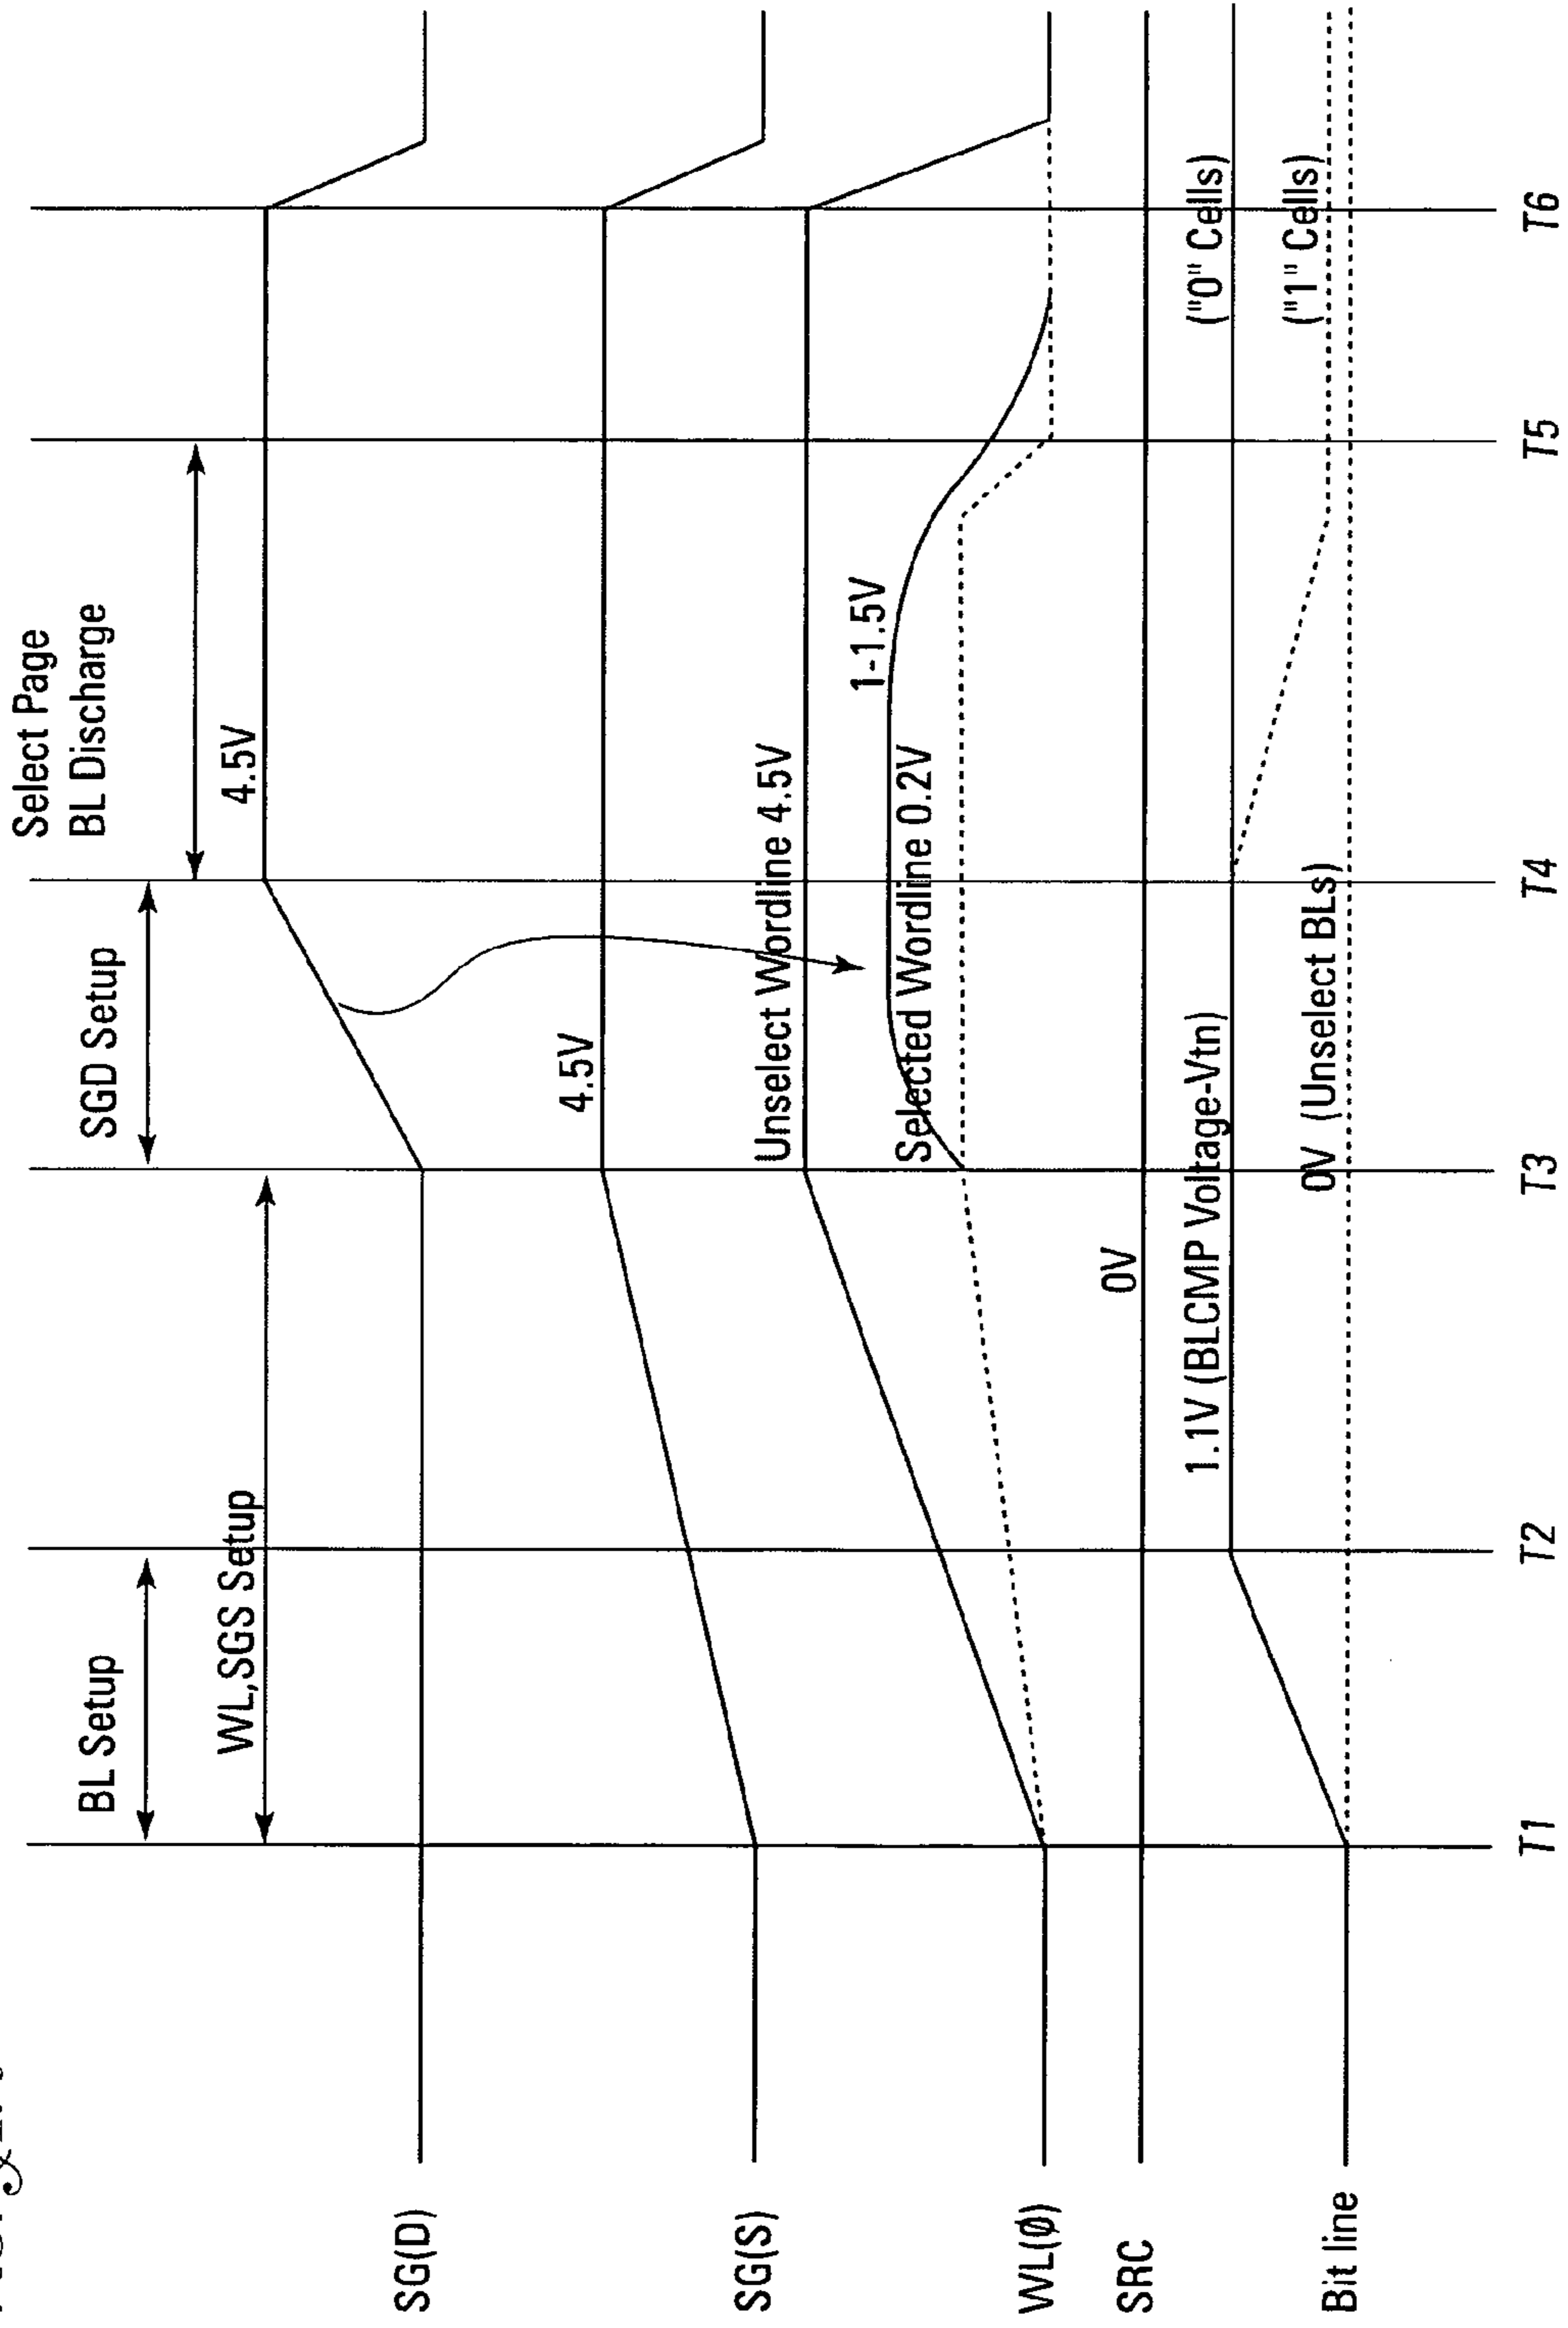 BL Setup
WL,SGS Setup
SGD Setup
Select Page
BL Discharge
SG(D)
4.5V
SG(S)
4.5V
WL(Ø)
Unselect Wordline 4.5V
Selected Wordline 0.2V
1-1.5V
SRC
0V
Bit line
1.1V (BLCMP Voltage-Vtn)
0V (Unselect BLs)
("0" Cells)
("1" Cells)
T1
T2
T3
T4
T5
T6